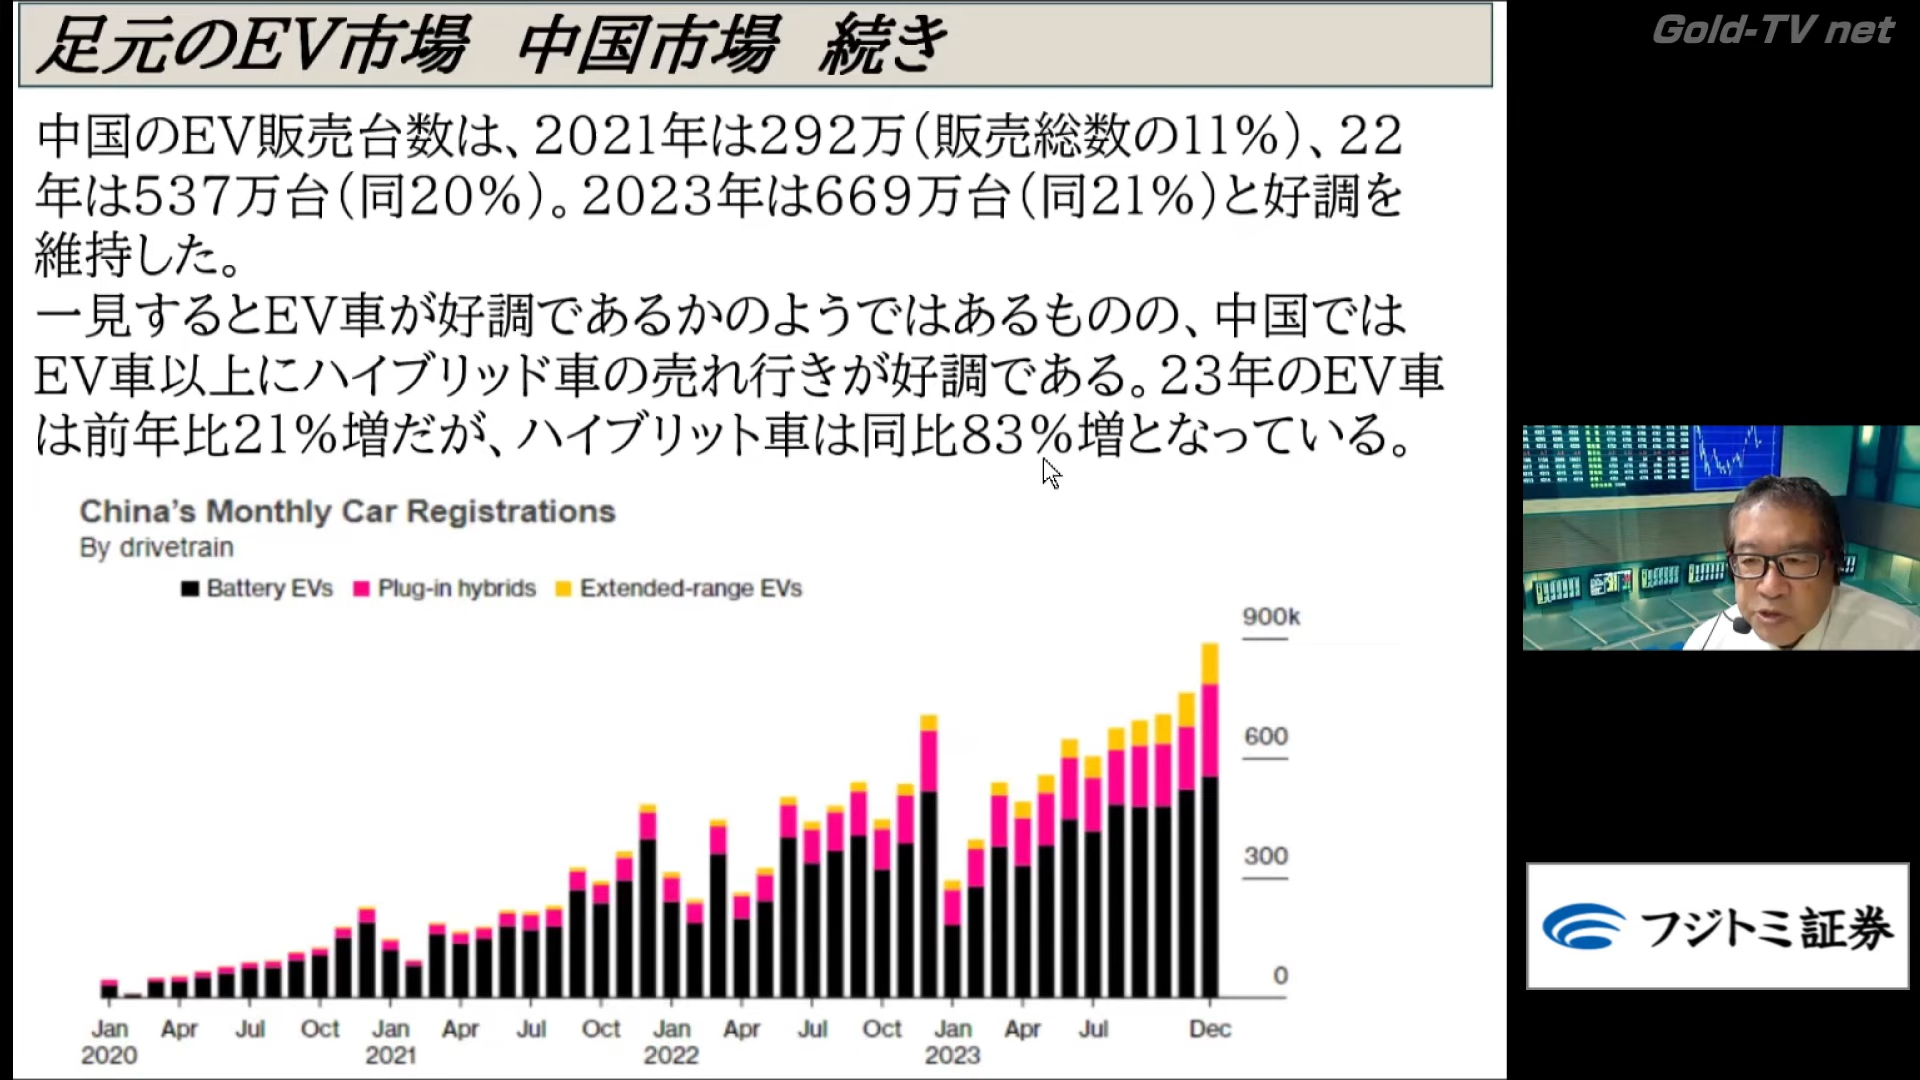 足元のEV市場　中国市場　続き
Gold-TV net
中国のEV販売台数は、2021年は292万（販売総数の11％）、22
年は537万台（同20％）。2023年は669万台（同21％）と好調を
維持した。
一見するとEV車が好調であるかのようではあるものの、中国では
EV車以上にハイブリッド車の売れ行きが好調である。23年のEV車
は前年比21％増だが、ハイブリット車は同比83％増となっている。
China's Monthly Car Registrations
By drivetrain
Battery EVs Plug-in hybrids Extended-range EVs
900k
600
300
0
Jan Apr Jul Oct Jan Apr Jul Oct Jan Apr Jul Oct Jan Apr Jul Dec
2020 2021 2022 2023
フジトミ証券